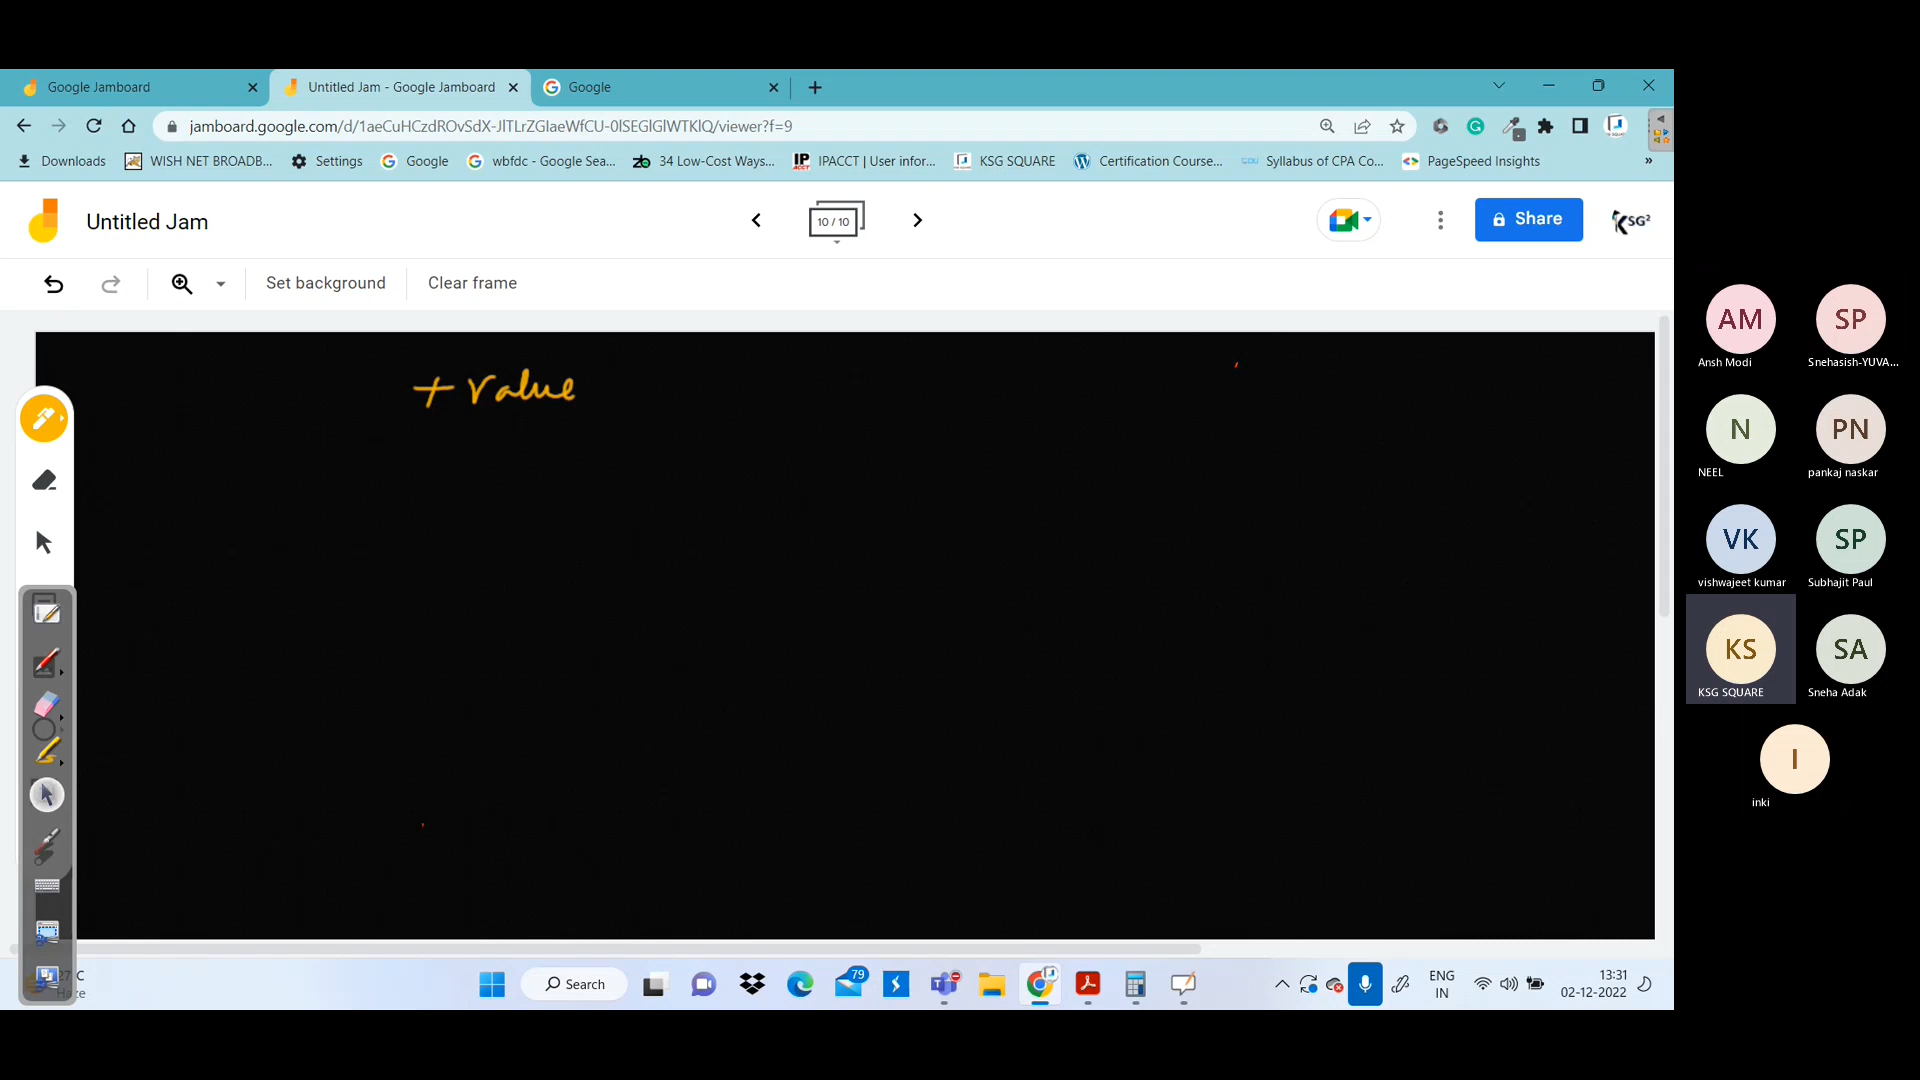 Google Jamboard
Untitled Jam - Google Jamboard
Google
jamboard.google.com/d/1aeCuHCzdROvSdX-JlTLrZGIaeWfCU-0lSEGlGlWTKlQ/viewer?f=9
Downloads
WISH NET BROADB...
Settings
Google
wbfdc - Google Sea...
34 Low-Cost Ways...
IPACCT | User infor...
KSG SQUARE
Certification Course...
Syllabus of CPA Co...
PageSpeed Insights
»
Untitled Jam
10 / 10
Share
KSG²
Set background
Clear frame
+ value
AM
Ansh Modi
SP
Snehasish-YUVA...
N
NEEL
PN
pankaj naskar
VK
vishwajeet kumar
SP
Subhajit Paul
KS
KSG SQUARE
SA
Sneha Adak
I
inki
Search
79
ENG
IN
13:31
02-12-2022